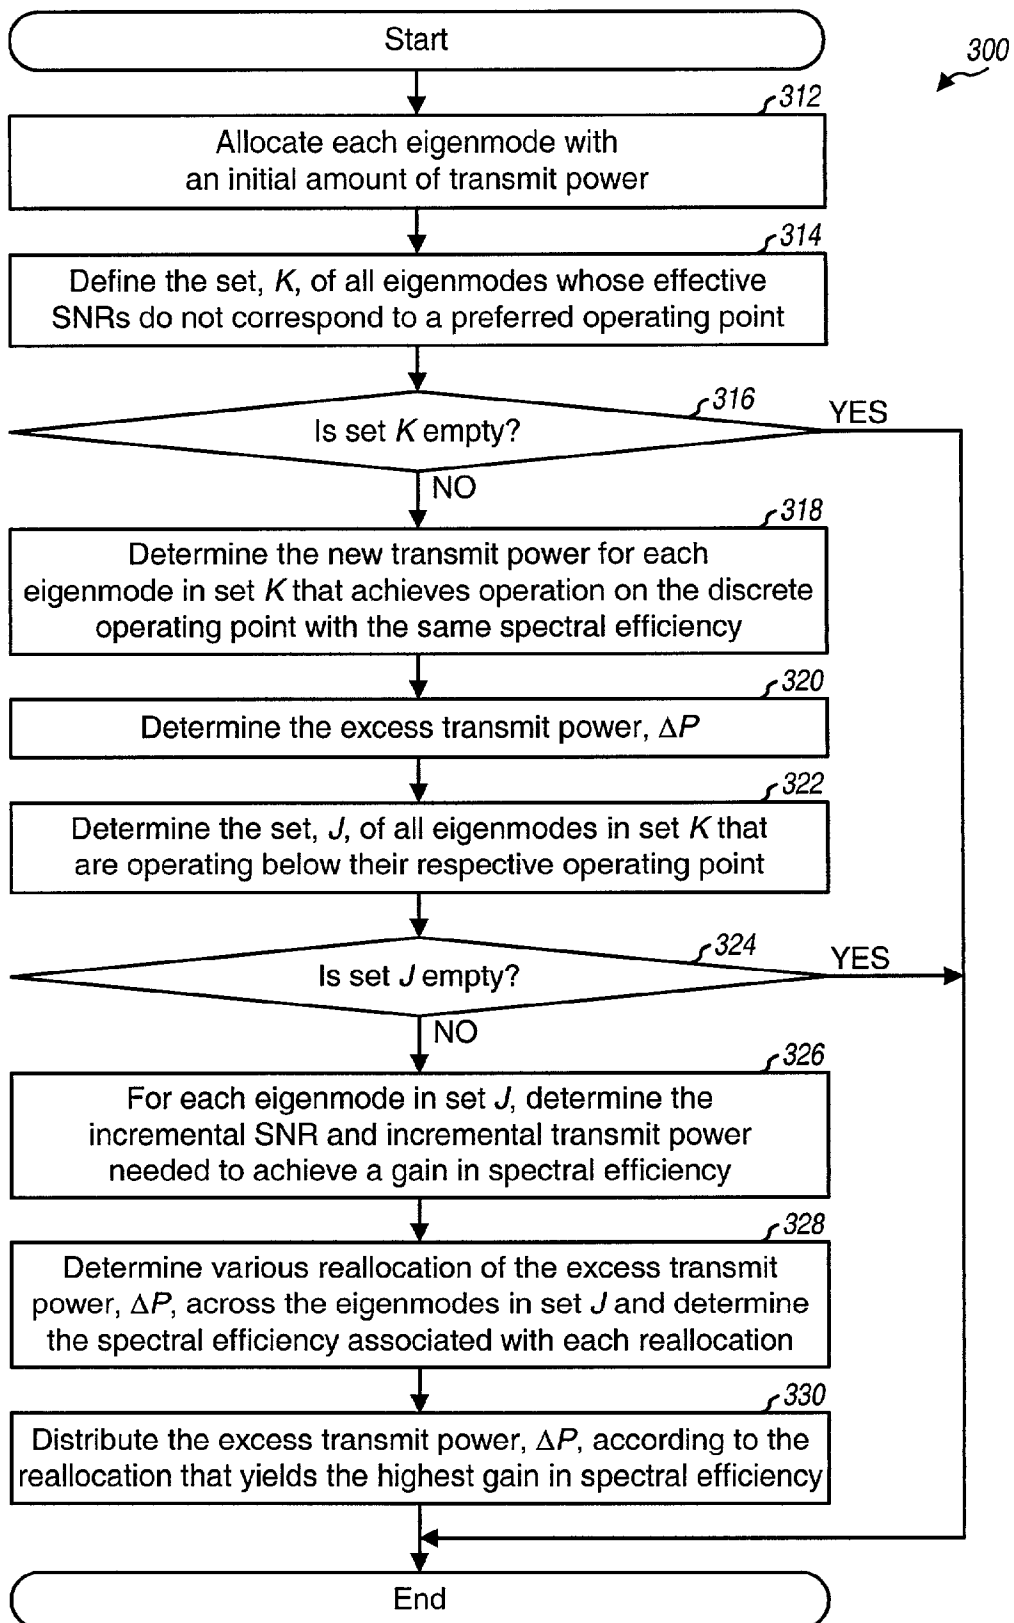 Start
300
312
Allocate each eigenmode with
an initial amount of transmit power
314
Define the set, K, of all eigenmodes whose effective
SNRs do not correspond to a preferred operating point
316
YES
Is set K empty?
NO
318
Determine the new transmit power for each
eigenmode in set K that achieves operation on the discrete
operating point with the same spectral efficiency
320
Determine the excess transmit power, ΔP
322
Determine the set, J, of all eigenmodes in set K that
are operating below their respective operating point
324
YES
Is set J empty?
NO
326
For each eigenmode in set J, determine the
incremental SNR and incremental transmit power
needed to achieve a gain in spectral efficiency
328
Determine various reallocation of the excess transmit
power, ΔP, across the eigenmodes in set J and determine
the spectral efficiency associated with each reallocation
330
Distribute the excess transmit power, ΔP, according to the
reallocation that yields the highest gain in spectral efficiency
End